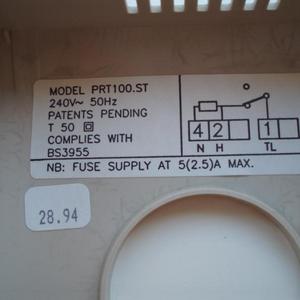 MODEL PRT100.ST
240V~ 50Hz
PATENTS PENDING
T 50
COMPLIES WITH
BS3955
4 2 1
N H TL
NB: FUSE SUPPLY AT 5(2.5)A MAX.
28.94